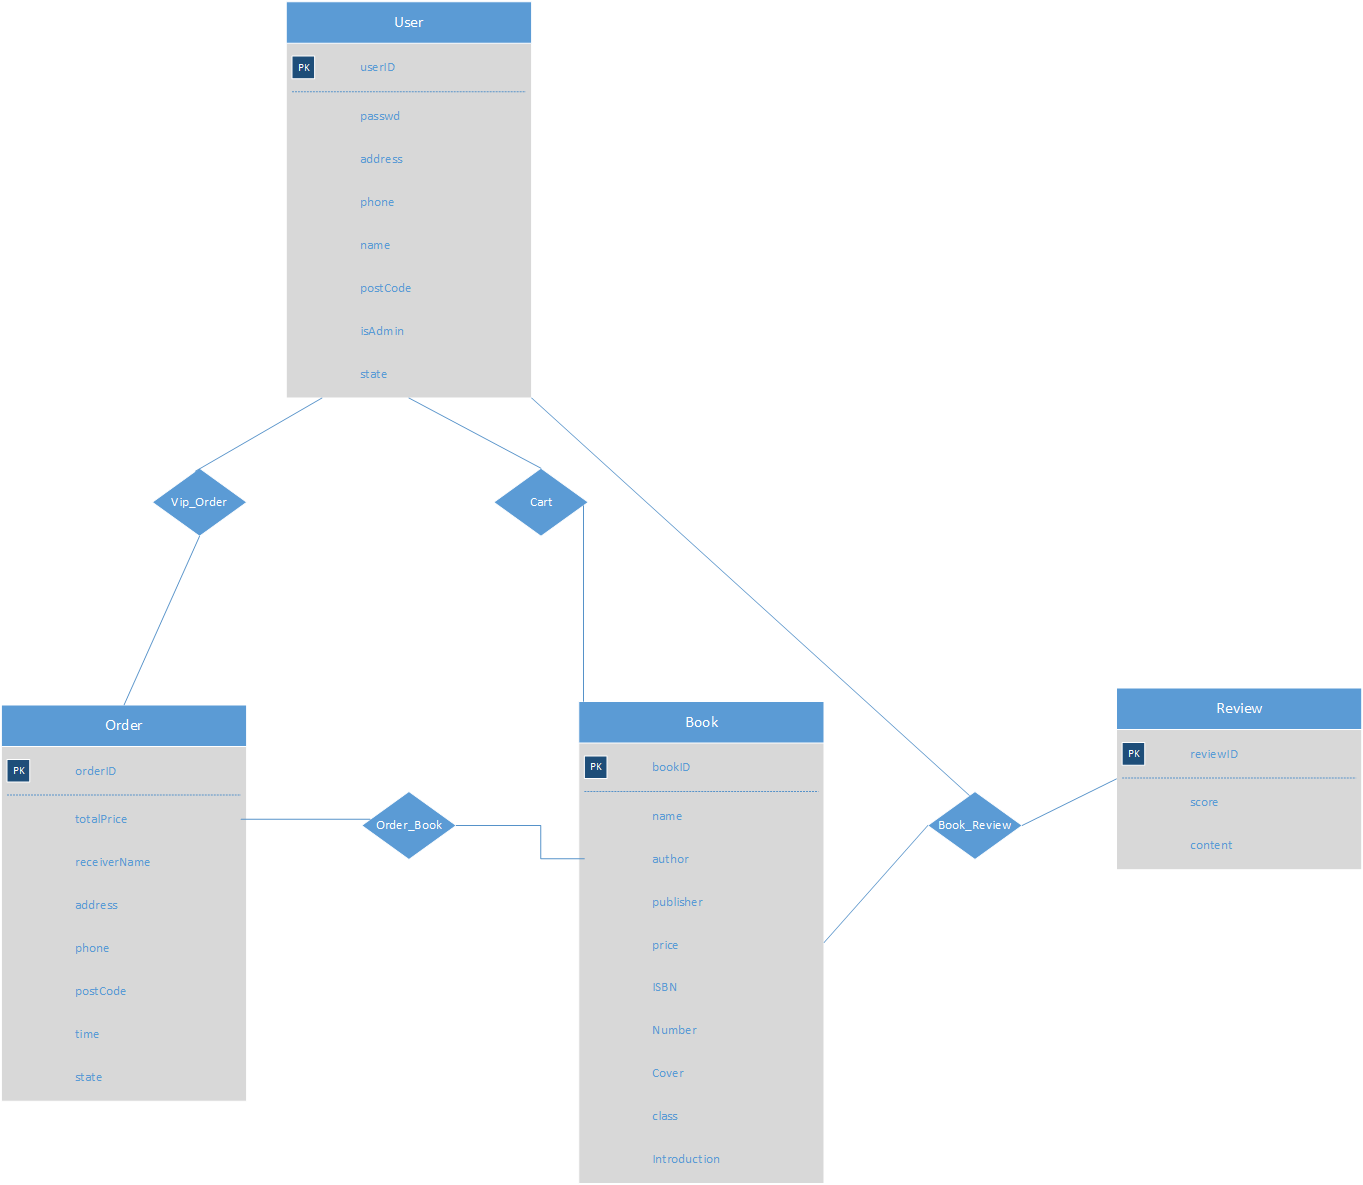 User
PK userID
passwd
address
phone
name
postCode
isAdmin
state
Vip_Order
Cart
Order
PK orderID
totalPrice
receiverName
address
phone
postCode
time
state
Order_Book
Book
PK bookID
name
author
publisher
price
ISBN
Number
Cover
class
Introduction
Book_Review
Review
PK reviewID
score
content